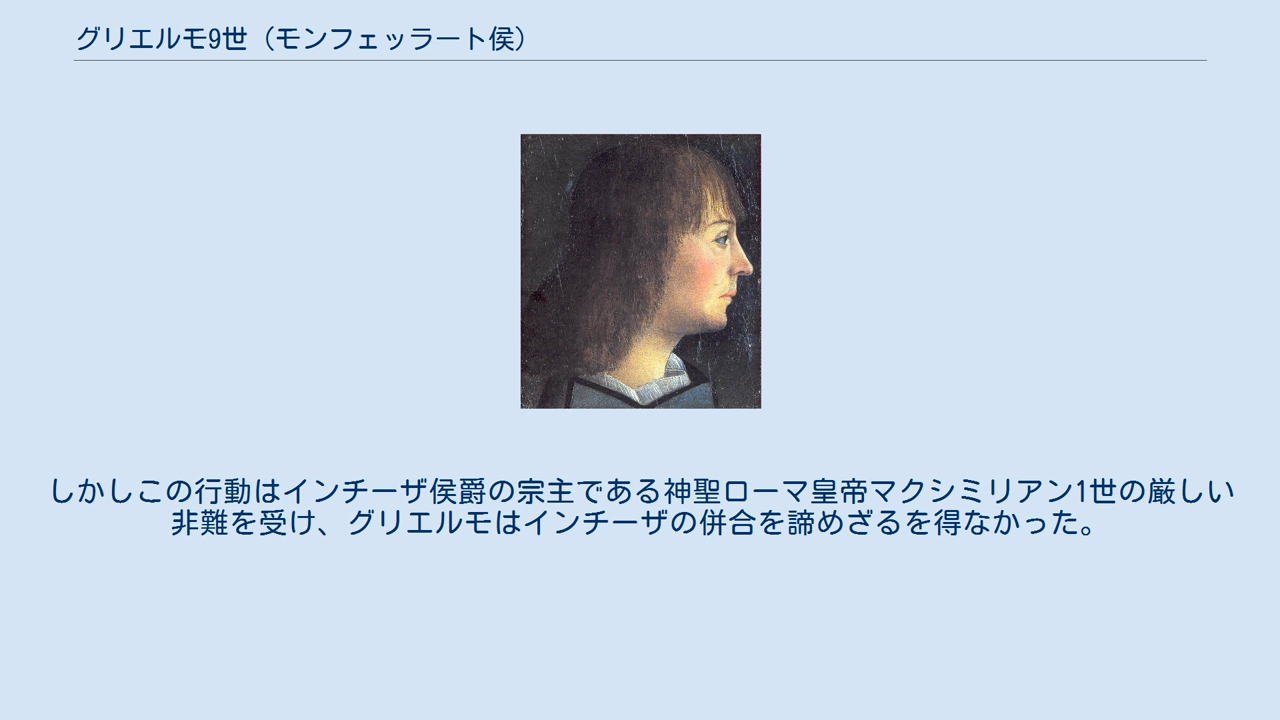 グリエルモ9世（モンフェッラート侯）
しかしこの行動はインチーザ侯爵の宗主である神聖ローマ皇帝マクシミリアン1世の厳しい
非難を受け、グリエルモはインチーザの併合を諦めざるを得なかった。